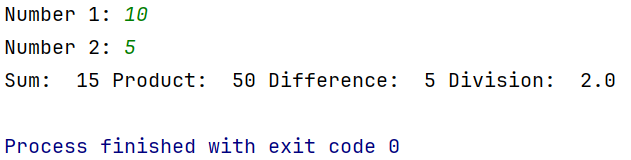 Number 1: 10
Number 2: 5
Sum:  15 Product:  50 Difference:  5 Division:  2.0
Process finished with exit code 0